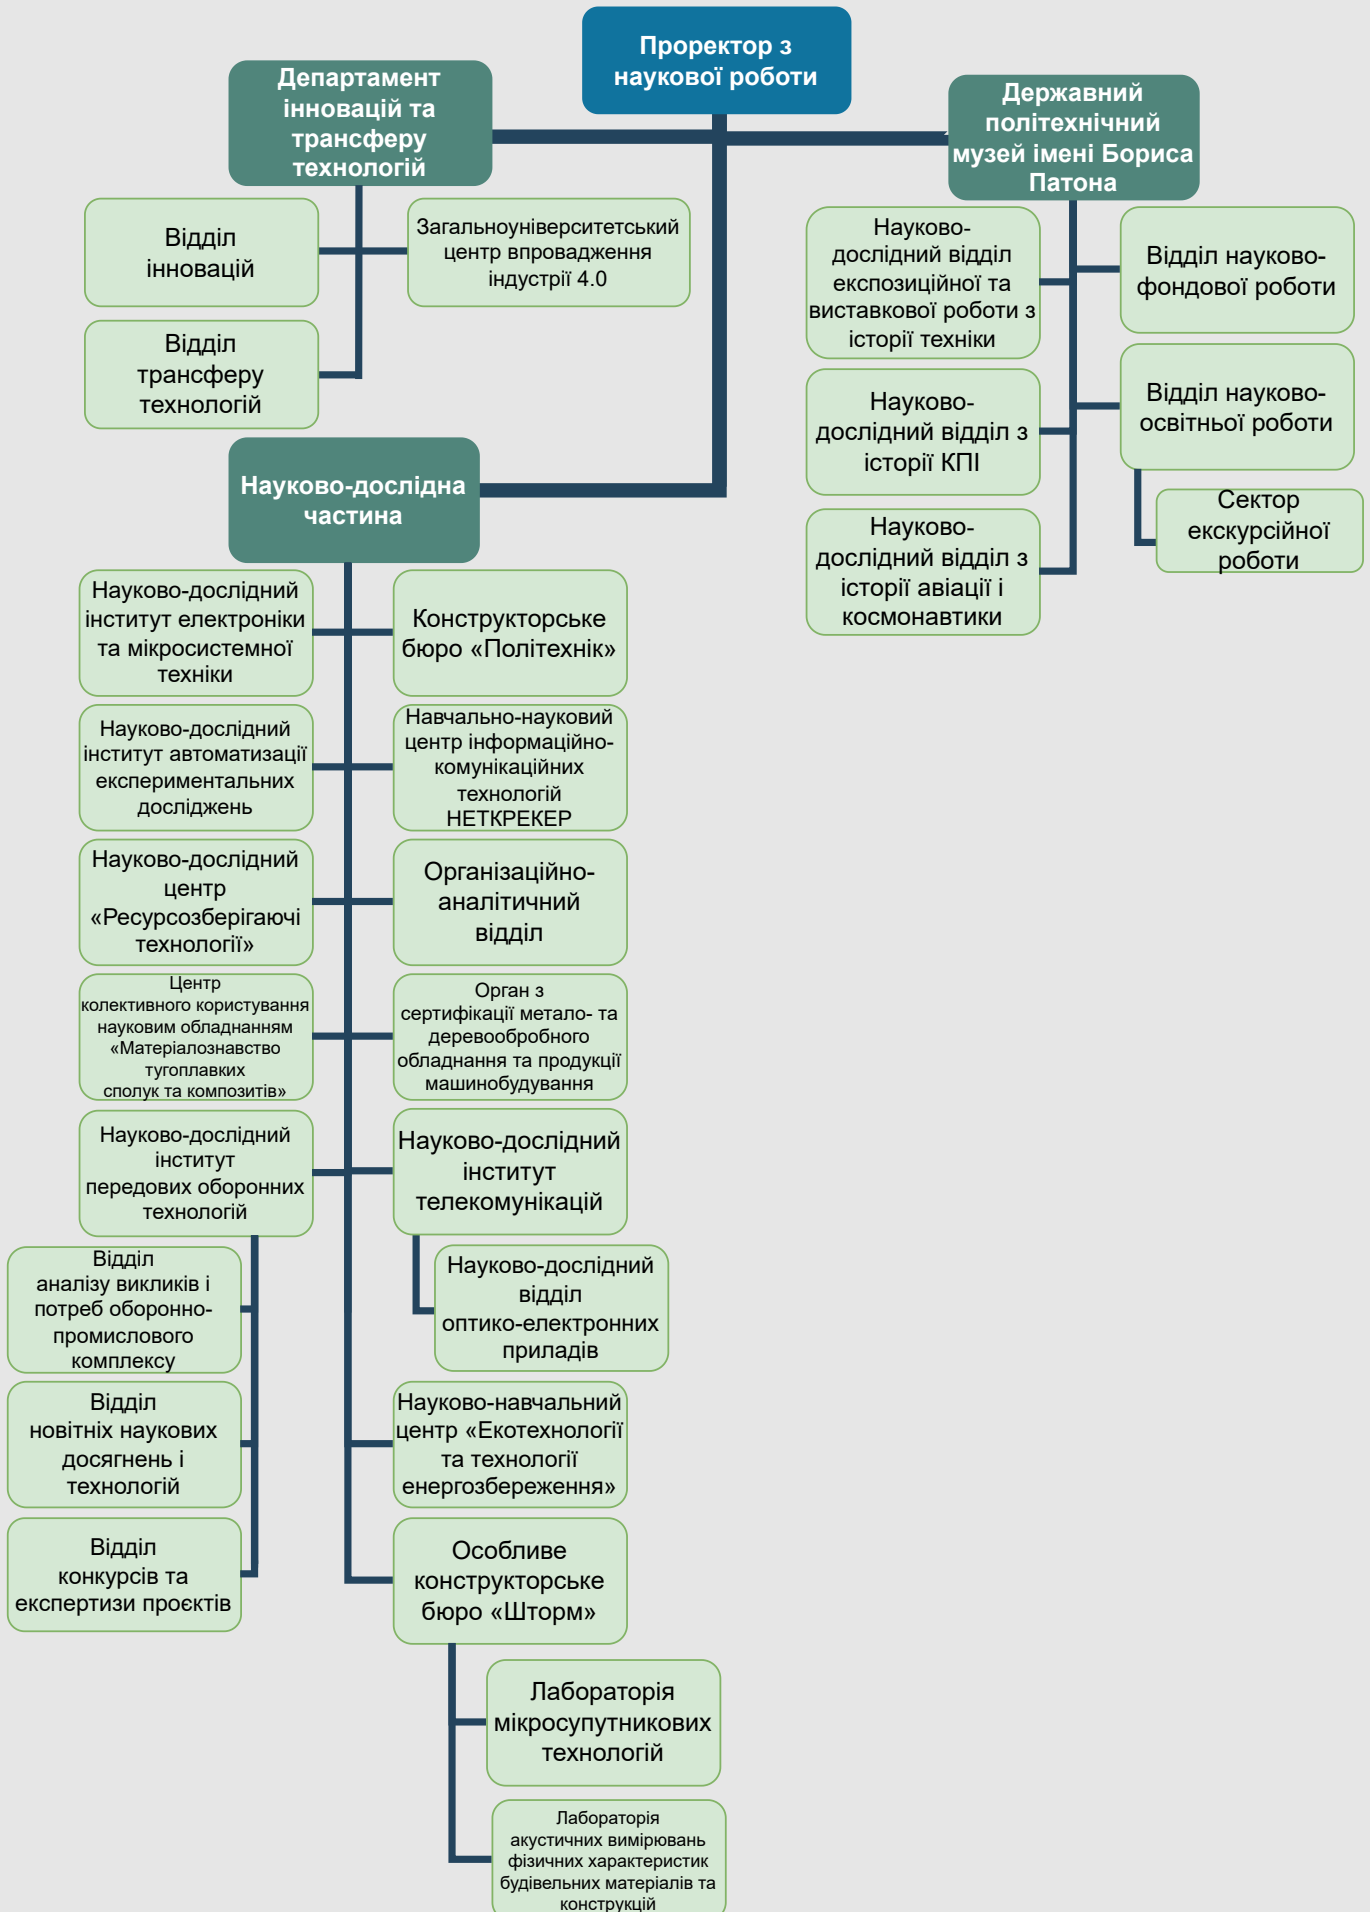 Проректор з
наукової роботи
Департамент
інновацій та
трансферу
технологій
Державний
політехнічний
музей імені Бориса
Патона
Відділ
інновацій
Загальноуніверситетський
центр впровадження
індустрії 4.0
Відділ
трансферу
технологій
Науково-
дослідний відділ
експозиційної та
виставкової роботи з
історії техніки
Відділ науково-
фондової роботи
Науково-
дослідний відділ з
історії КПІ
Відділ науково-
освітньої роботи
Науково-
дослідний відділ з
історії авіації і
космонавтики
Сектор
екскурсійної
роботи
Науково-дослідна
частина
Науково-дослідний
інститут електроніки
та мікросистемної
техніки
Конструкторське
бюро «Політехнік»
Науково-дослідний
інститут автоматизації
експериментальних
досліджень
Навчально-науковий
центр інформаційно-
комунікаційних
технологій
НЕТКРЕКЕР
Науково-дослідний
центр
«Ресурсозберігаючі
технології»
Організаційно-
аналітичний
відділ
Центр
колективного користування
науковим обладнанням
«Матеріалознавство
тугоплавких
сполук та композитів»
Орган з
сертифікації метало- та
деревообробного
обладнання та продукції
машинобудування
Науково-дослідний
інститут
передових оборонних
технологій
Науково-дослідний
інститут
телекомунікацій
Відділ
аналізу викликів і
потреб оборонно-
промислового
комплексу
Науково-дослідний
відділ
оптико-електронних
приладів
Відділ
новітніх наукових
досягнень і
технологій
Науково-навчальний
центр «Екотехнології
та технології
енергозбереження»
Відділ
конкурсів та
експертизи проєктів
Особливе
конструкторське
бюро «Шторм»
Лабораторія
мікросупутникових
технологій
Лабораторія
акустичних вимірювань
фізичних характеристик
будівельних матеріалів та
конструкцій